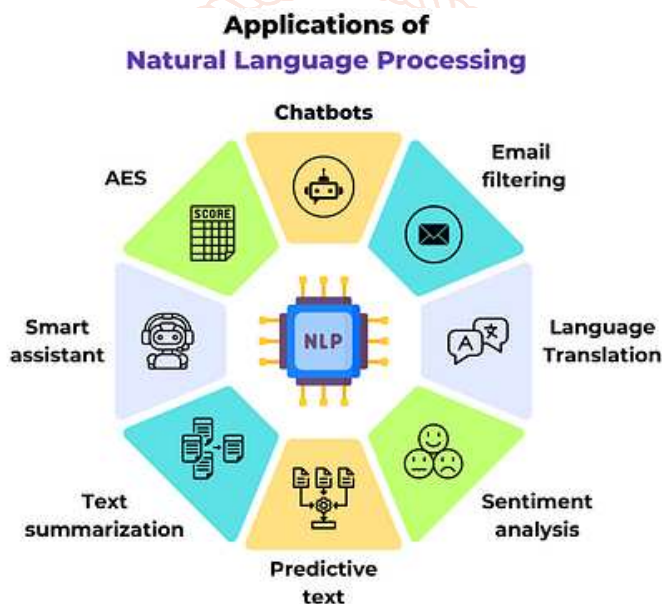 Applications of
Natural Language Processing
Chatbots
Email
filtering
AES
SCORE
NLP
Smart
assistant
A 文
Language
Translation
Text
summarization
Sentiment
analysis
Predictive
text